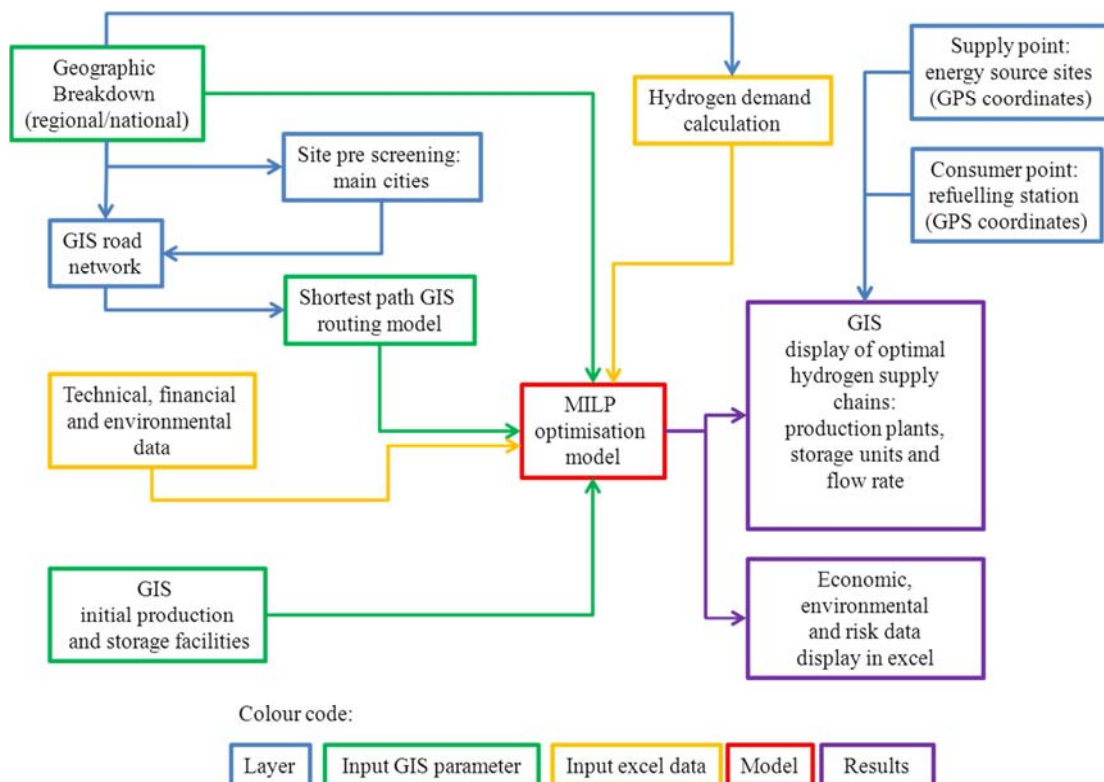 Geographic
Breakdown
(regional/national)
Hydrogen demand
calculation
Supply point:
energy source sites
(GPS coordinates)
Site pre screening:
main cities
Consumer point:
refuelling station
(GPS coordinates)
GIS road
network
Shortest path GIS
routing model
Technical, financial
and environmental
data
MILP
optimisation
model
GIS
display of optimal
hydrogen supply
chains:
production plants,
storage units and
flow rate
GIS
initial production
and storage facilities
Economic,
environmental
and risk data
display in excel
Colour code:
Layer
Input GIS parameter
Input excel data
Model
Results